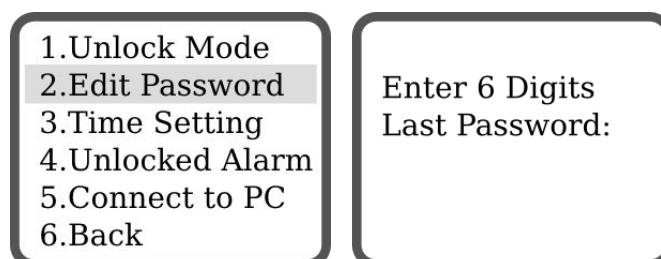 1.Unlock Mode
2.Edit Password
3.Time Setting
4.Unlocked Alarm
5.Connect to PC
6.Back
Enter 6 Digits
Last Password: